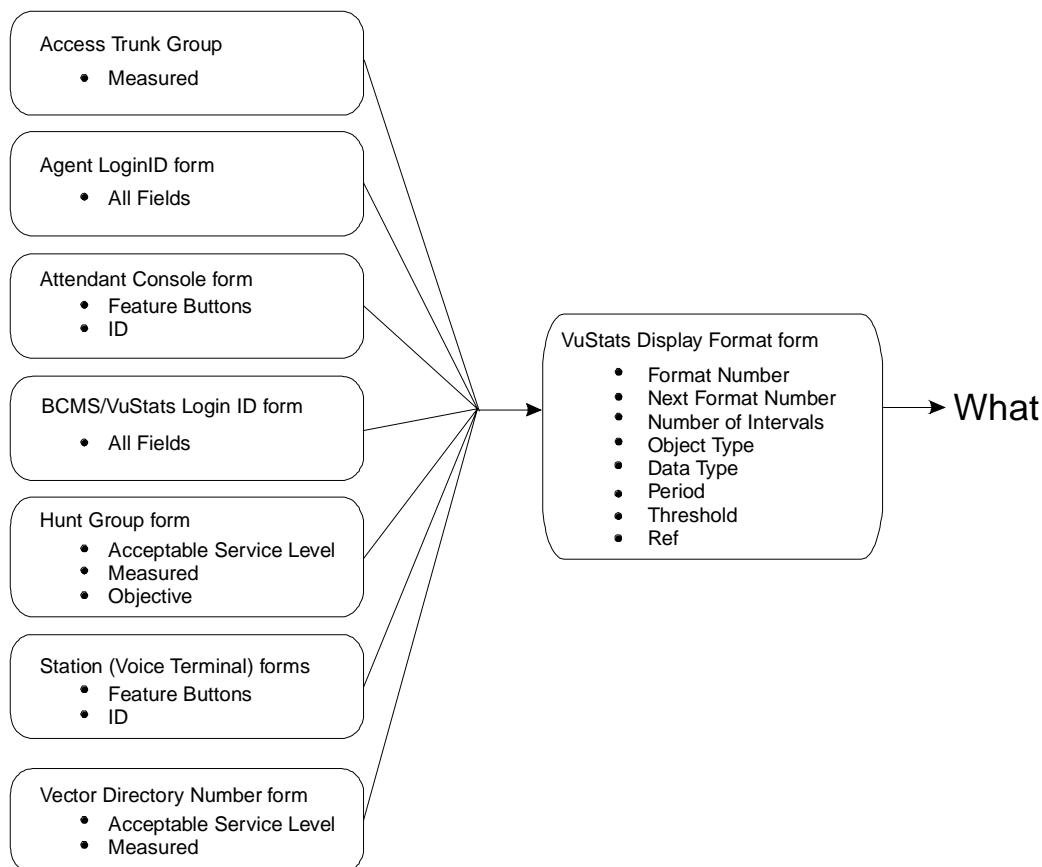 Access Trunk Group
• Measured
Agent LoginID form
• All Fields
Attendant Console form
• Feature Buttons
• ID
BCMS/VuStats Login ID form
• All Fields
Hunt Group form
• Acceptable Service Level
• Measured
• Objective
Station (Voice Terminal) forms
• Feature Buttons
• ID
Vector Directory Number form
• Acceptable Service Level
• Measured
VuStats Display Format form
• Format Number
• Next Format Number
• Number of Intervals
• Object Type
• Data Type
• Period
• Threshold
• Ref
What